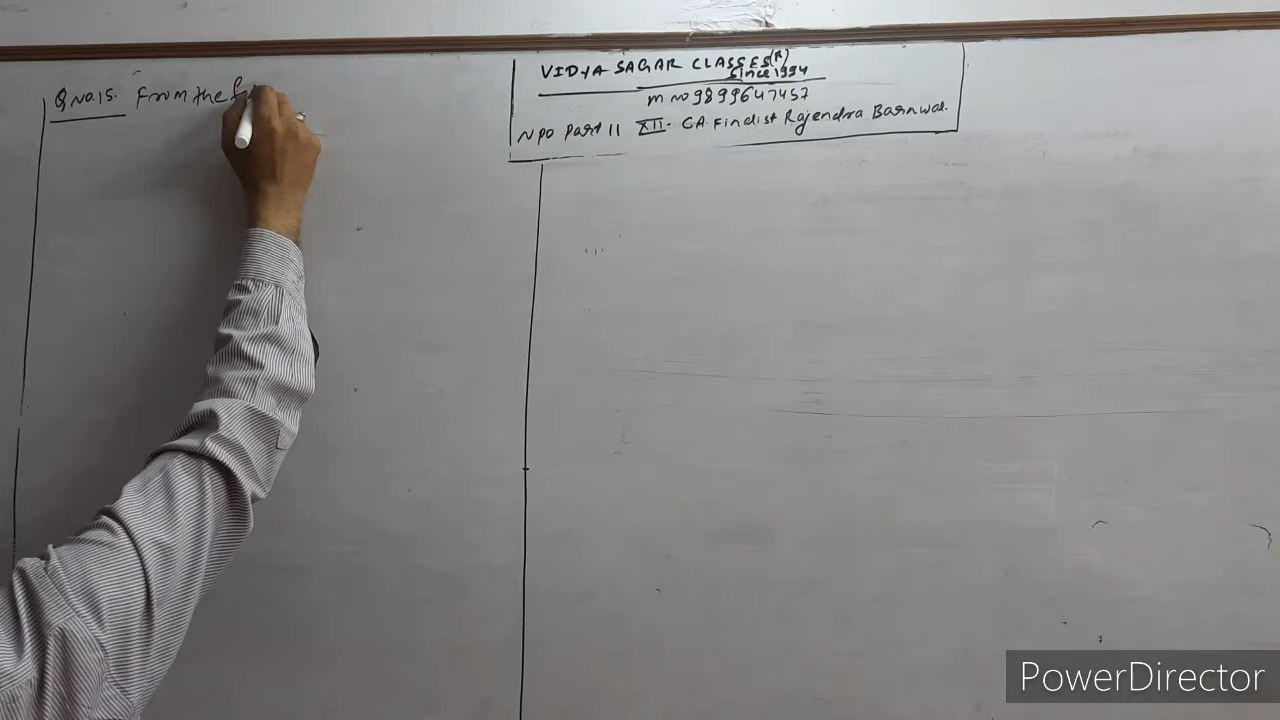 Q no.15. From the f
VIDYA SAGAR CLASSES(R)
Since 1994
m no 9899647457
NPO Part 11 XII- CA Finalist Rajendra Barnwal.
PowerDirector